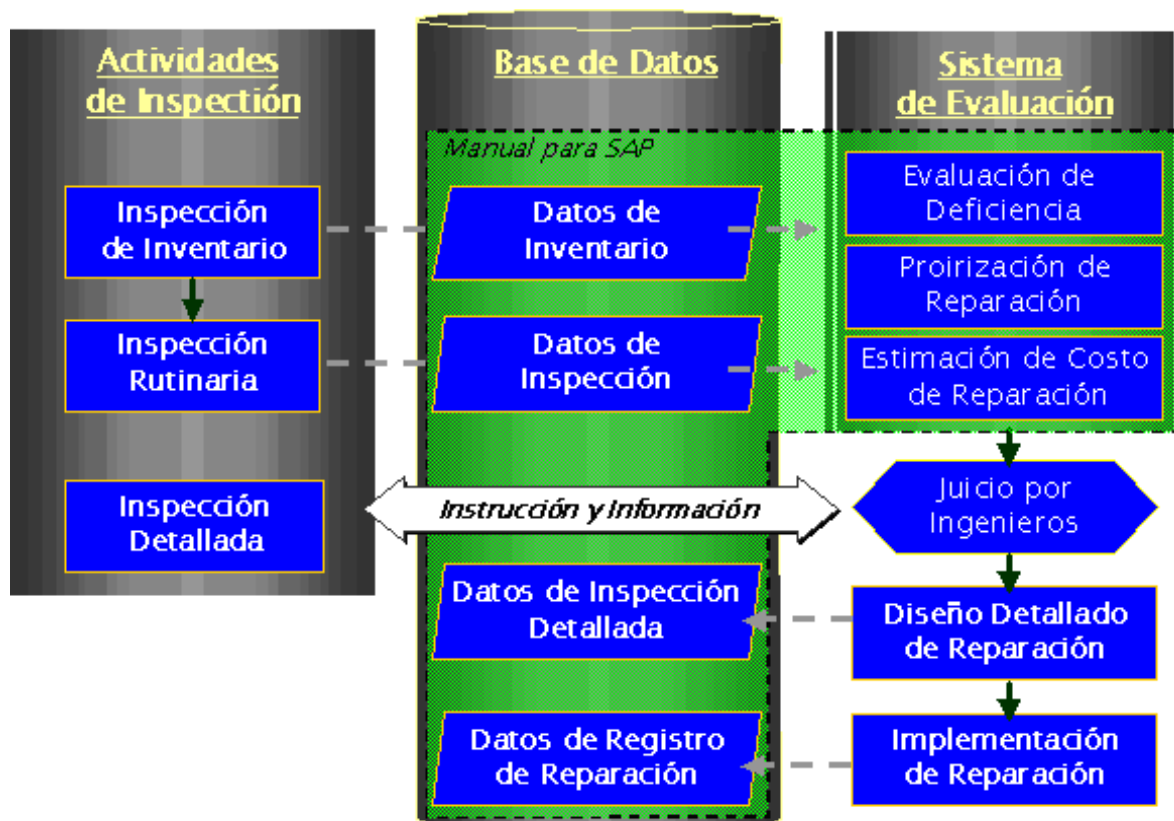 Actividades
de Inspectión
Base de Datos
Sistema
de Evaluación
Manual para SAP
Inspección
de Inventario
Datos de
Inventario
Evaluación de
Deficiencia
Proirización de
Reparación
Inspección
Rutinaria
Datos de
Inspección
Estimación de Costo
de Reparación
Inspección
Detallada
Instrucción y Información
Juicio por
Ingenieros
Datos de Inspección
Detallada
Diseño Detallado
de Reparación
Datos de Registro
de Reparación
Implementación
de Reparación